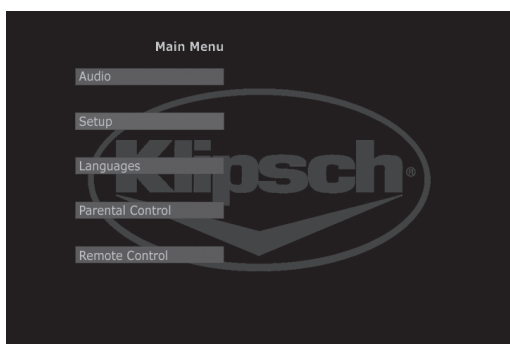 Main Menu
Audio
Setup
Languages
Klipsch®
Parental Control
Remote Control